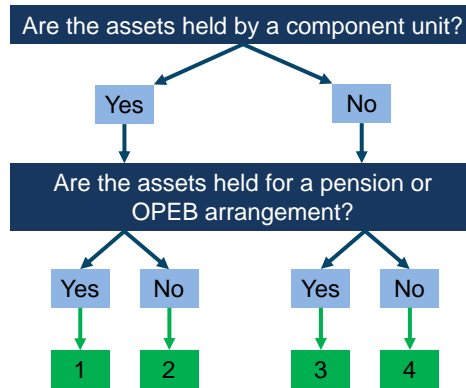 Are the assets held by a component unit?
Yes
No
Are the assets held for a pension or
OPEB arrangement?
Yes
No
Yes
No
1
2
3
4